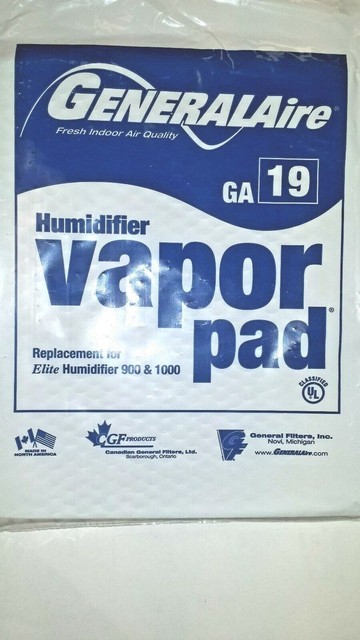 GENERALAire®
Fresh Indoor Air Quality
GA 19
Humidifier
vapor
pad®
Replacement for
Elite Humidifier 900 & 1000
CLASSIFIED
UL
MADE IN
NORTH AMERICA
CGF PRODUCTS
Canadian General Filters, Ltd.
Scarborough, Ontario
GF
General Filters, Inc.
Novi, Michigan
www.GENERALAire.com